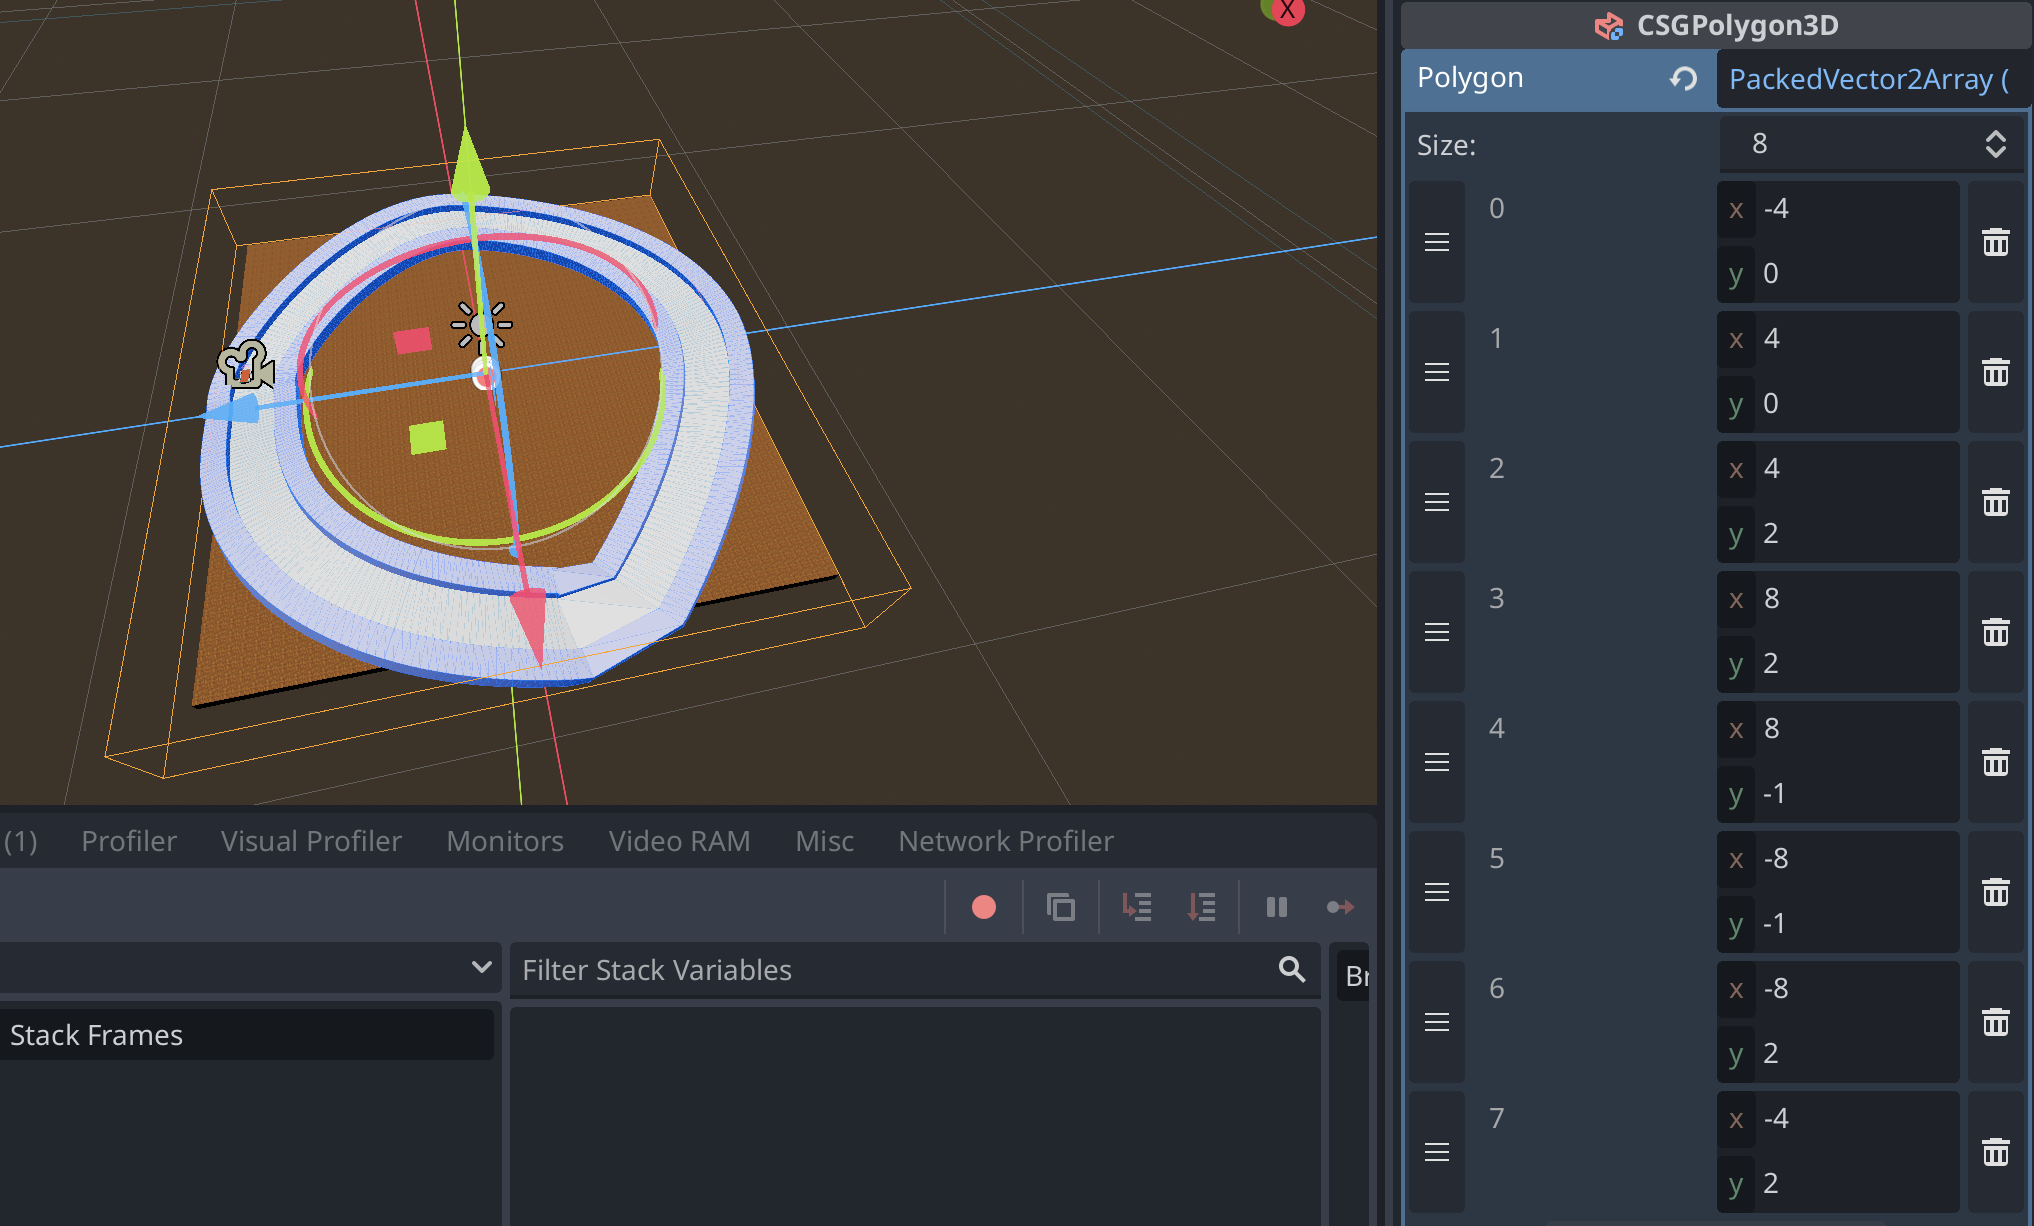 X
CSGPolygon3D
Polygon
PackedVector2Array (
Size:
8
0
x -4
y 0
1
x 4
y 0
2
x 4
y 2
3
x 8
y 2
4
x 8
y -1
5
x -8
y -1
6
x -8
y 2
7
x -4
y 2
(1) Profiler Visual Profiler Monitors Video RAM Misc Network Profiler
Filter Stack Variables
Br
Stack Frames